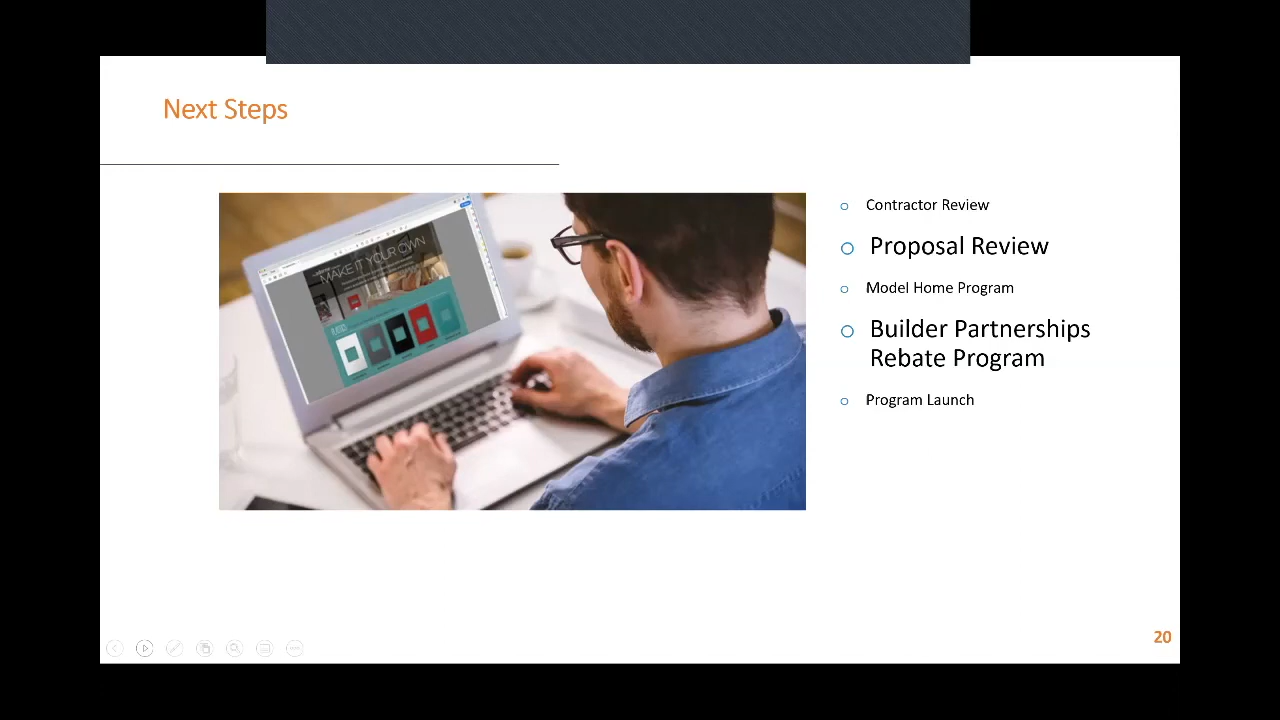 Next Steps
MAKE IT YOUR OWN
Contractor Review
Proposal Review
Model Home Program
Builder Partnerships
Rebate Program
Program Launch
20